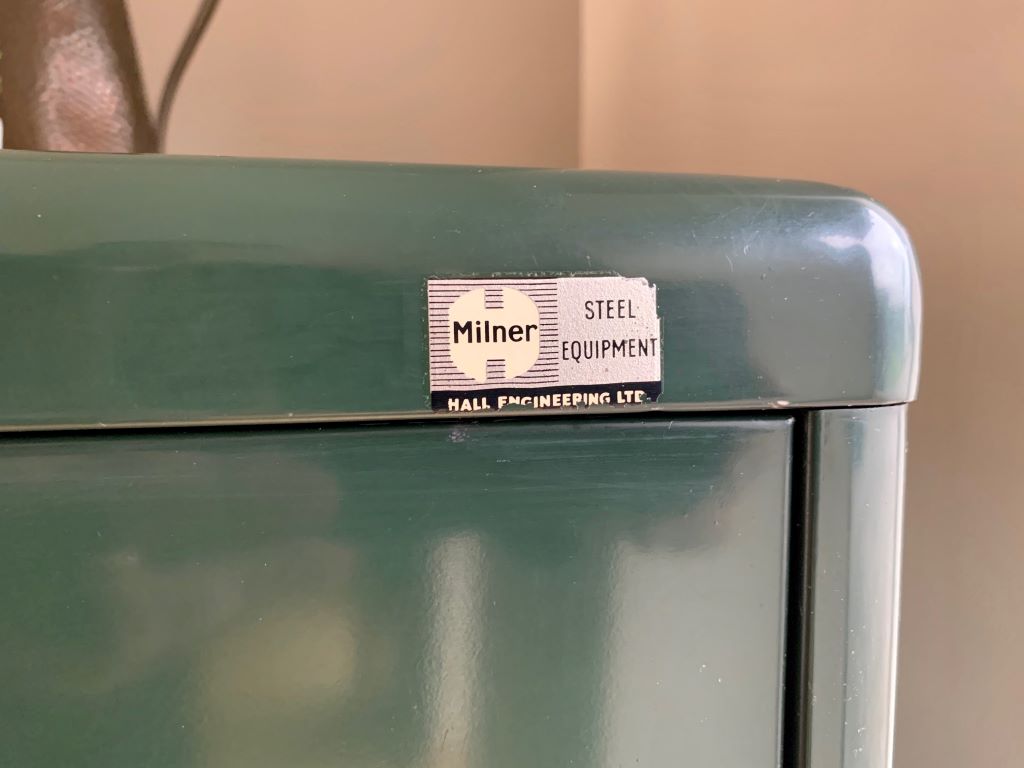 Milner
STEEL
EQUIPMENT
HALL ENGINEERING LTD.